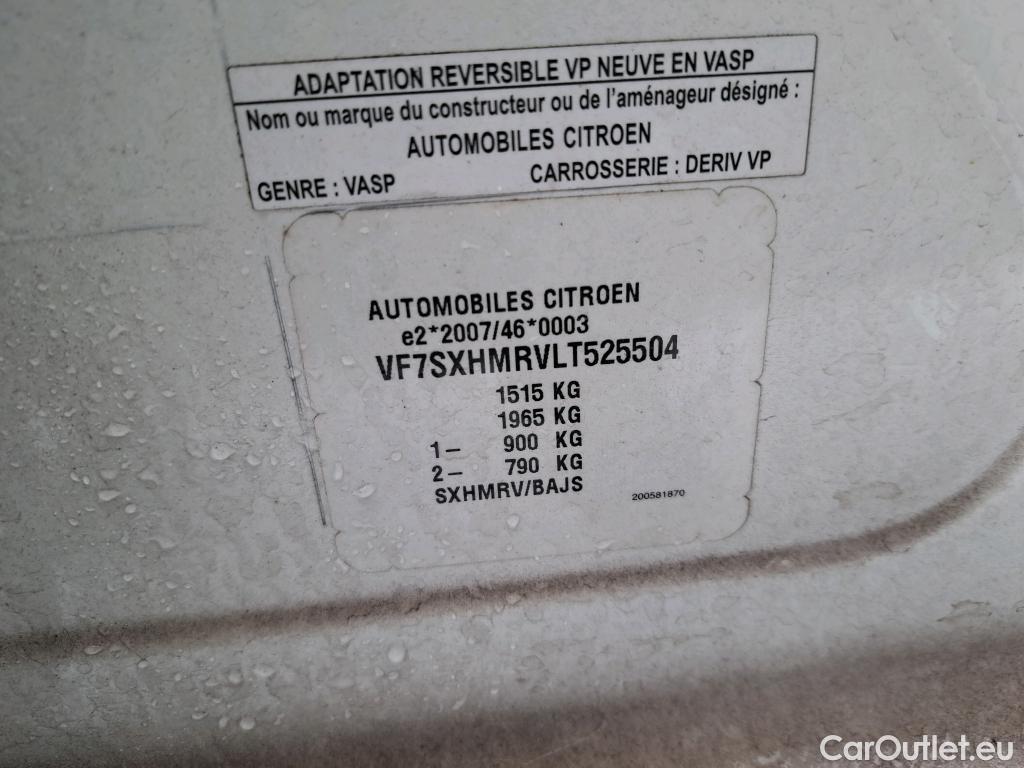 ADAPTATION REVERSIBLE VP NEUVE EN VASP
Nom ou marque du constructeur ou de l'aménageur désigné :
AUTOMOBILES CITROEN
GENRE : VASP CARROSSERIE : DERIV VP
AUTOMOBILES CITROEN
e2*2007/46*0003
VF7SXHMRVLT525504
1515 KG
1965 KG
1– 900 KG
2– 790 KG
SXHMRV/BAJS 200581870
CarOutlet.eu